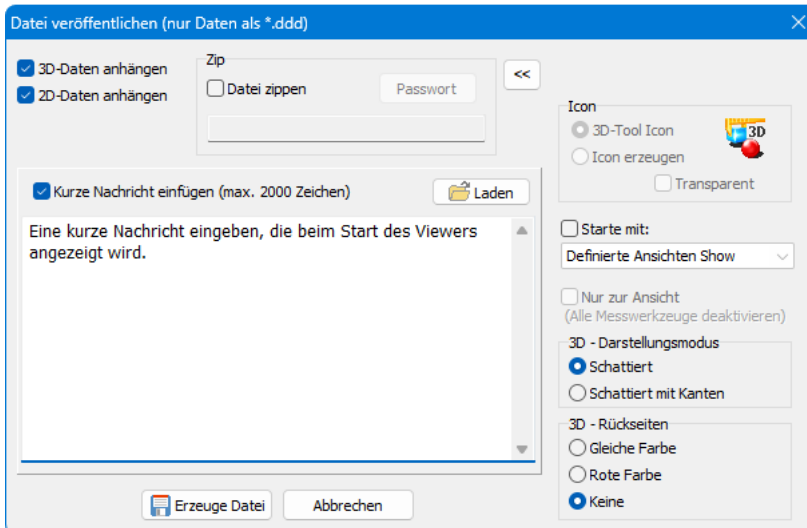 Datei veröffentlichen (nur Daten als *.ddd)
3D-Daten anhängen
2D-Daten anhängen
Zip
Datei zippen
Passwort
<<
Icon
3D-Tool Icon
3D
Icon erzeugen
Transparent
Kurze Nachricht einfügen (max. 2000 Zeichen)
Laden
Eine kurze Nachricht eingeben, die beim Start des Viewers
angezeigt wird.
Starte mit:
Definierte Ansichten Show
Nur zur Ansicht
(Alle Messwerkzeuge deaktivieren)
3D - Darstellungsmodus
Schattiert
Schattiert mit Kanten
3D - Rückseiten
Gleiche Farbe
Rote Farbe
Keine
Erzeuge Datei
Abbrechen